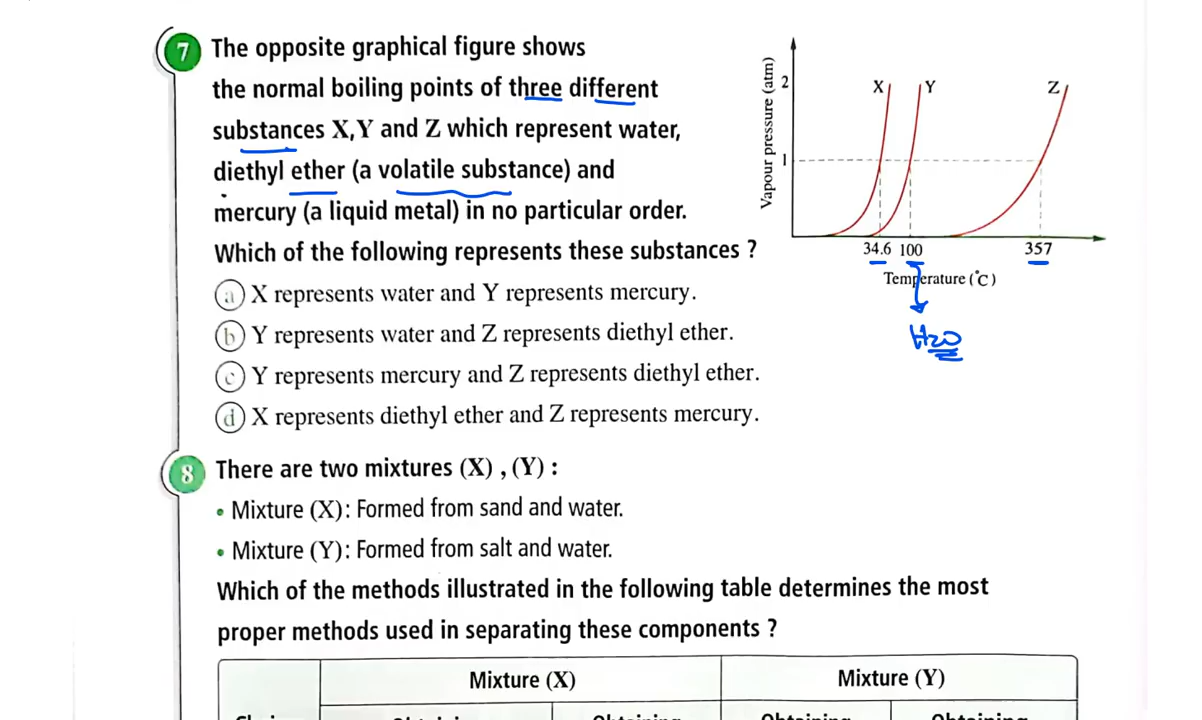 7 The opposite graphical figure shows
the normal boiling points of three different
substances X, Y and Z which represent water,
diethyl ether (a volatile substance) and
mercury (a liquid metal) in no particular order.
Which of the following represents these substances ?
a X represents water and Y represents mercury.
b Y represents water and Z represents diethyl ether.
c Y represents mercury and Z represents diethyl ether.
d X represents diethyl ether and Z represents mercury.
Vapour pressure (atm)
2
1
X Y Z
34.6 100 357
Temperature (°C)
H2O
8 There are two mixtures (X) , (Y) :
• Mixture (X): Formed from sand and water.
• Mixture (Y): Formed from salt and water.
Which of the methods illustrated in the following table determines the most
proper methods used in separating these components ?
Mixture (X) Mixture (Y)